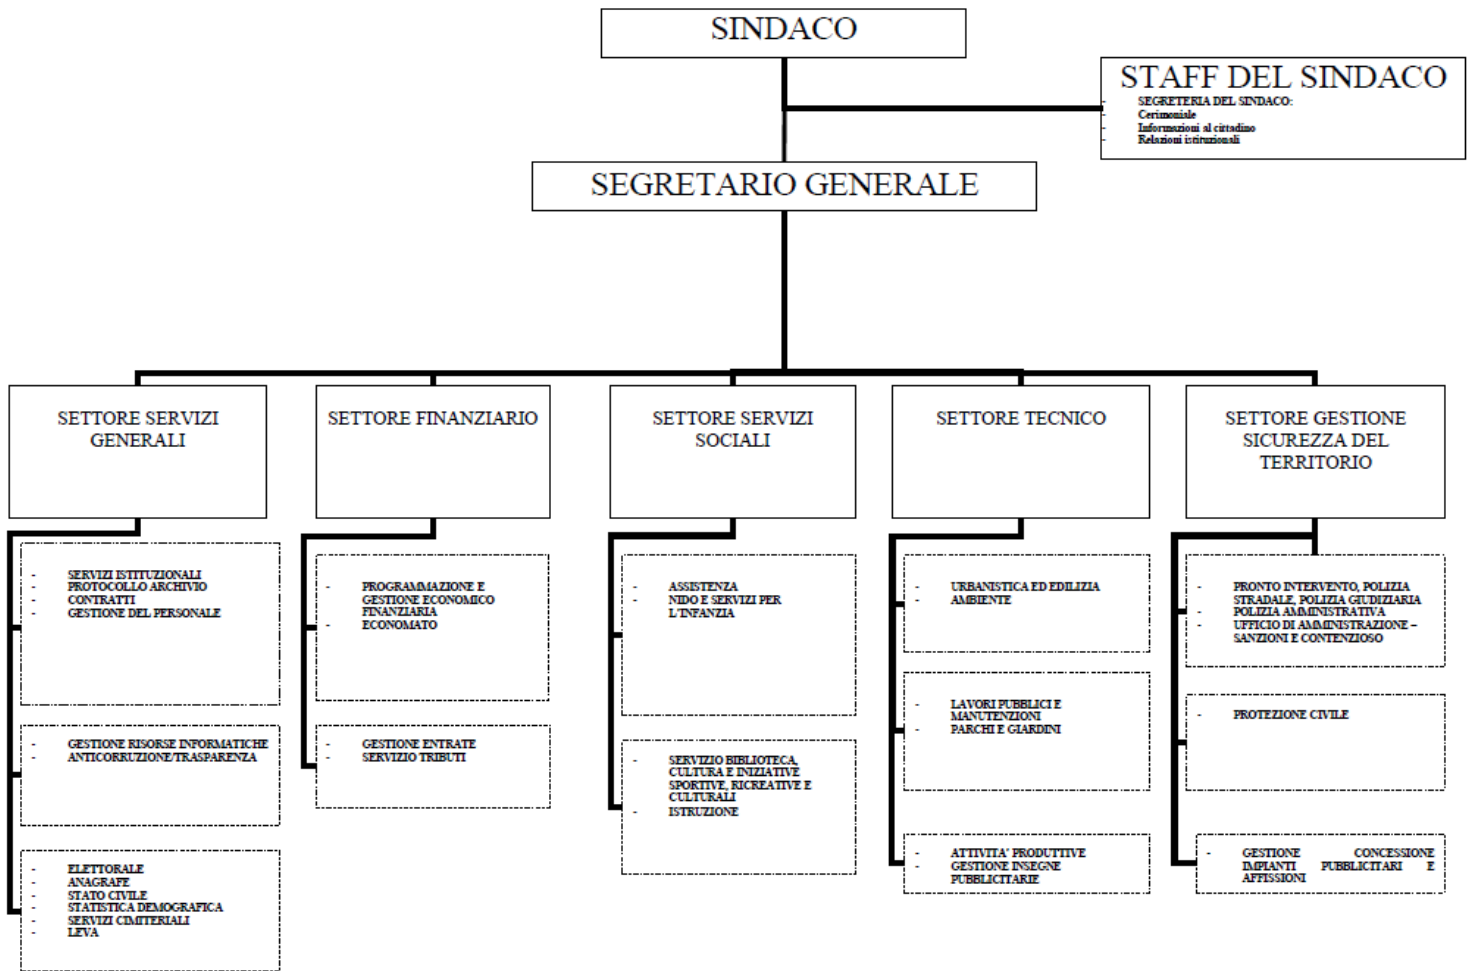 SINDACO
STAFF DEL SINDACO
- SEGRETERIA DEL SINDACO:
- Cerimoniale
- Informazioni al cittadino
- Relazioni istituzionali
SEGRETARIO GENERALE
SETTORE SERVIZI
GENERALI
- SERVIZI ISTITUZIONALI
- PROTOCOLLO ARCHIVIO
- CONTRATTI
- GESTIONE DEL PERSONALE
- GESTIONE RISORSE INFORMATICHE
- ANTICORRUZIONE/TRASPARENZA
- ELETTORALE
- ANAGRAFE
- STATO CIVILE
- STATISTICA DEMOGRAFICA
- SERVIZI CIMITERIALI
- LEVA
SETTORE FINANZIARIO
- PROGRAMMAZIONE E
GESTIONE ECONOMICO
FINANZIARIA
- ECONOMATO
- GESTIONE ENTRATE
- SERVIZIO TRIBUTI
SETTORE SERVIZI
SOCIALI
- ASSISTENZA
- NIDO E SERVIZI PER
L'INFANZIA
- SERVIZIO BIBLIOTECA,
CULTURA E INIZIATIVE
SPORTIVE, RICREATIVE E
CULTURALI
- ISTRUZIONE
SETTORE TECNICO
- URBANISTICA ED EDILIZIA
- AMBIENTE
- LAVORI PUBBLICI E
MANUTENZIONI
- PARCHI E GIARDINI
- ATTIVITA' PRODUTTIVE
- GESTIONE INSEGNE
PUBBLICITARIE
SETTORE GESTIONE
SICUREZZA DEL
TERRITORIO
- PRONTO INTERVENTO, POLIZIA
STRADALE, POLIZIA GIUDIZIARIA
- POLIZIA AMMINISTRATIVA
- UFFICIO DI AMMINISTRAZIONE –
SANZIONI E CONTENZIOSO
- PROTEZIONE CIVILE
- GESTIONE CONCESSIONE
IMPIANTI PUBBLICITARI E
AFFISSIONI